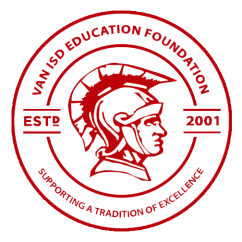 VAN ISD EDUCATION FOUNDATION
ESTD 2001
SUPPORTING A TRADITION OF EXCELLENCE